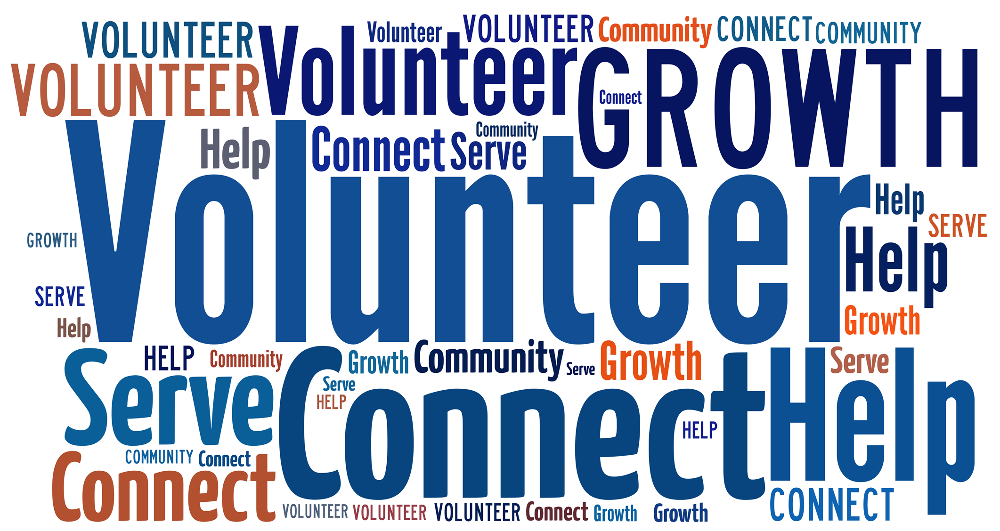 VOLUNTEER
Volunteer
Volunteer
VOLUNTEER
Community
CONNECT
COMMUNITY
VOLUNTEER
GROWTH
Connect
Help
Connect
Serve
Community
Volunteer
Help
SERVE
GROWTH
Help
SERVE
Help
Growth
HELP
Community
Growth
Community
Serve
Growth
Serve
Serve
Connect
Serve
HELP
Help
HELP
COMMUNITY
Connect
Connect
CONNECT
VOLUNTEER
VOLUNTEER
VOLUNTEER
Connect
Growth
Growth